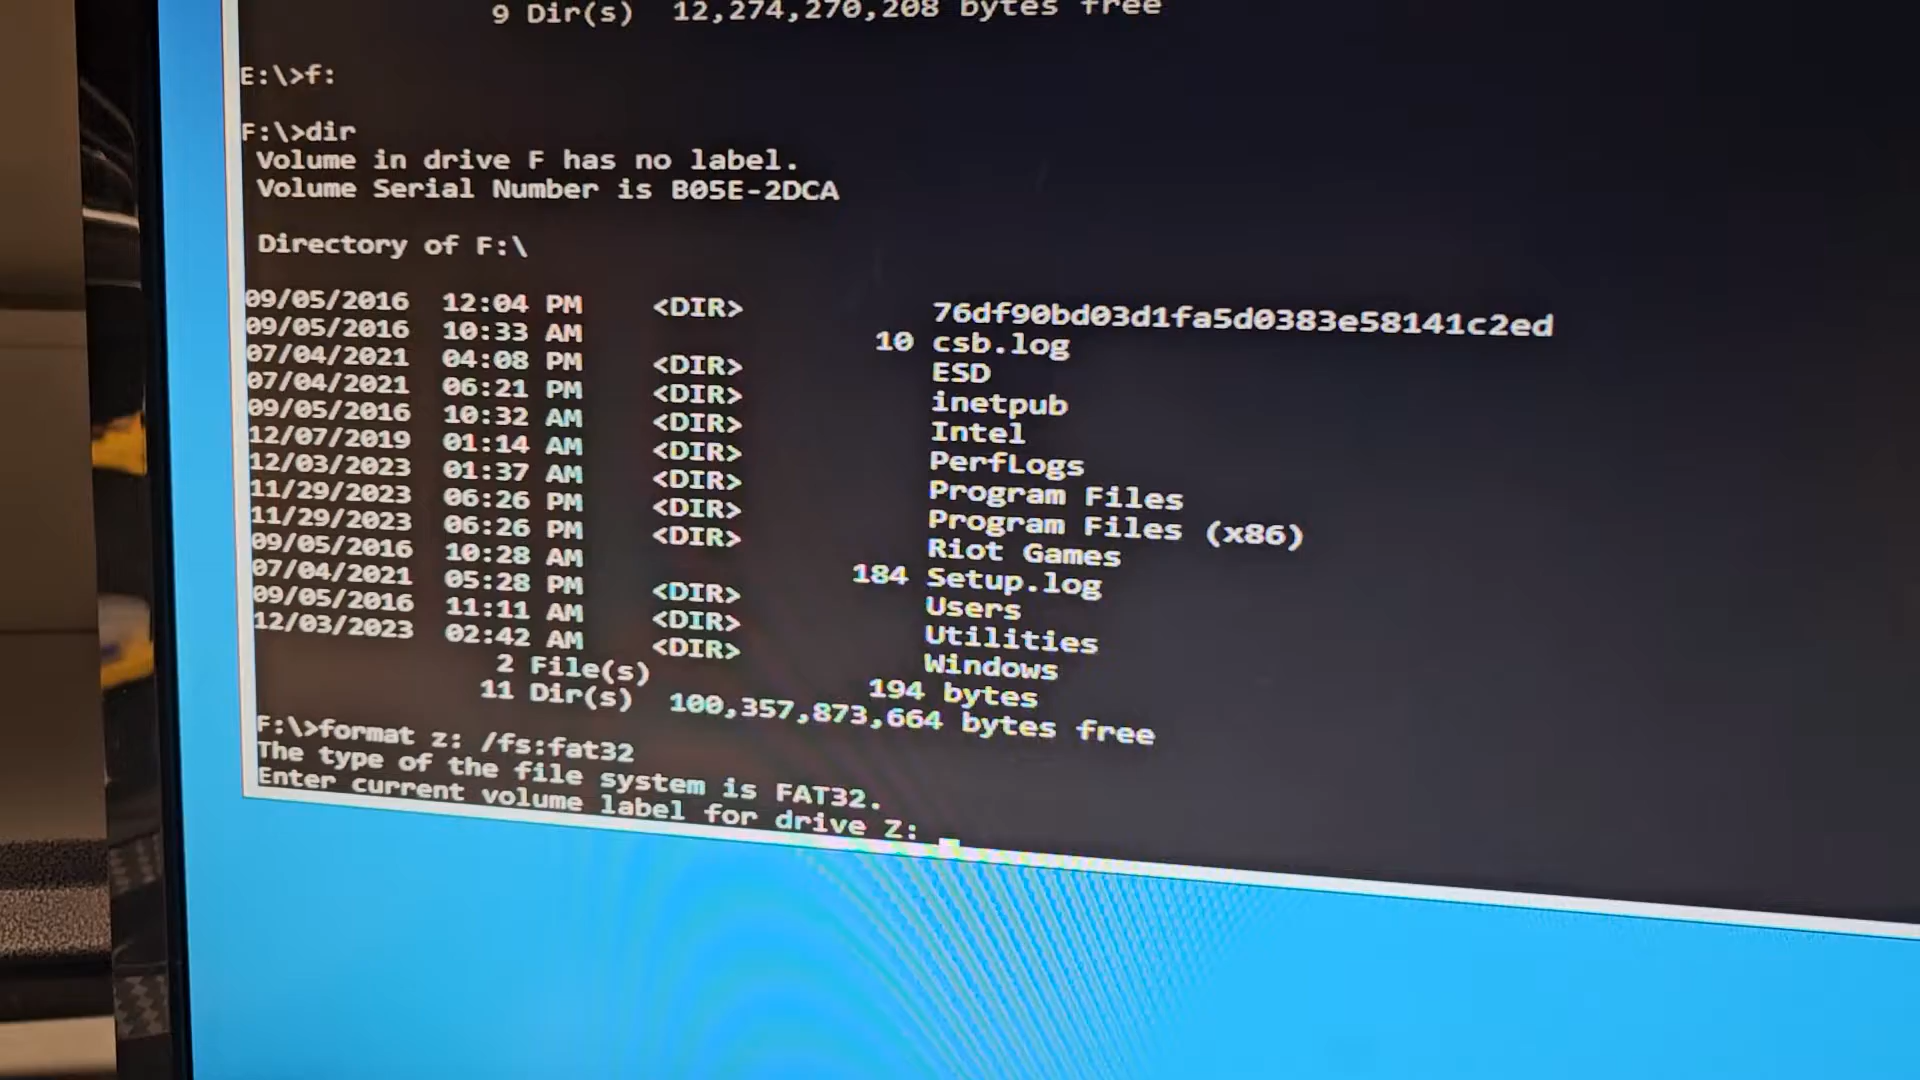 9 Dir(s)  12,274,270,208 bytes free
E:\>f:
F:\>dir
Volume in drive F has no label.
Volume Serial Number is B05E-2DCA
Directory of F:\
09/05/2016  12:04 PM    <DIR>          76df90bd03d1fa5d0383e58141c2ed
09/05/2016  10:33 AM                10 csb.log
07/04/2021  04:08 PM    <DIR>          ESD
07/04/2021  06:21 PM    <DIR>          inetpub
09/05/2016  10:32 AM    <DIR>          Intel
12/07/2019  01:14 AM    <DIR>          PerfLogs
12/03/2023  01:37 AM    <DIR>          Program Files
11/29/2023  06:26 PM    <DIR>          Program Files (x86)
11/29/2023  06:26 PM    <DIR>          Riot Games
09/05/2016  10:28 AM               184 Setup.log
07/04/2021  05:28 PM    <DIR>          Users
09/05/2016  11:11 AM    <DIR>          Utilities
12/03/2023  02:42 AM    <DIR>          Windows
2 File(s)            194 bytes
11 Dir(s)  100,357,873,664 bytes free
F:\>format z: /fs:fat32
The type of the file system is FAT32.
Enter current volume label for drive Z: